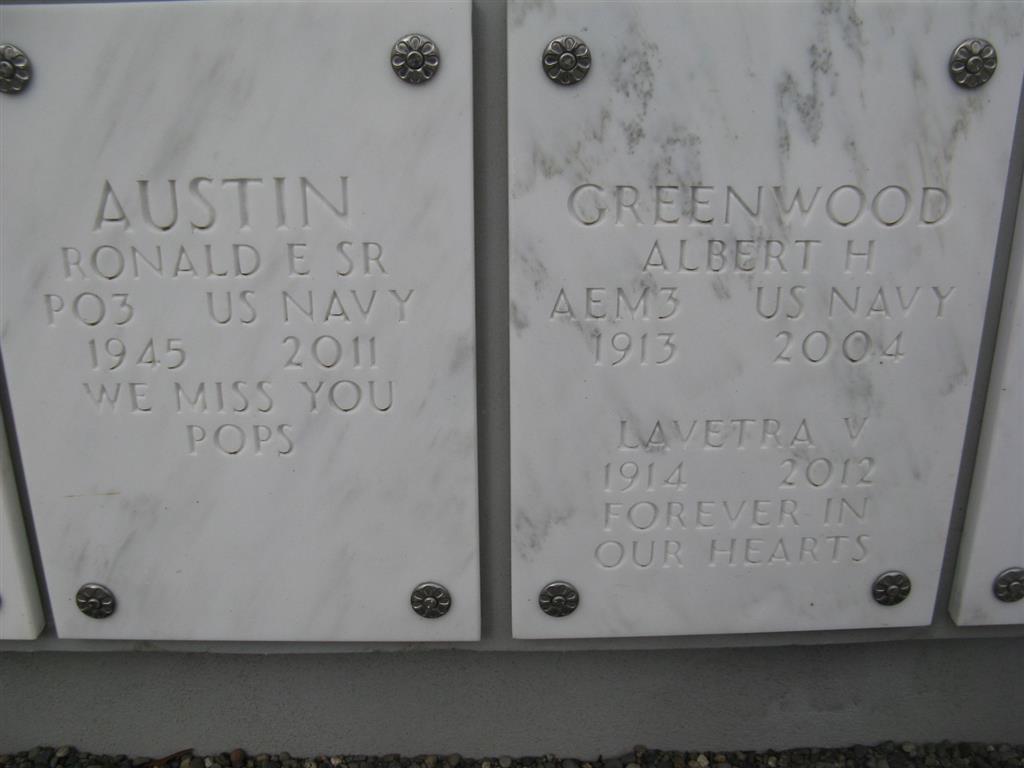 AUSTIN
RONALD E SR
PO3 US NAVY
1945 2011
WE MISS YOU
POPS
GREENWOOD
ALBERT H
AEM3 US NAVY
1913 2004
LAVETRA V
1914 2012
FOREVER IN
OUR HEARTS